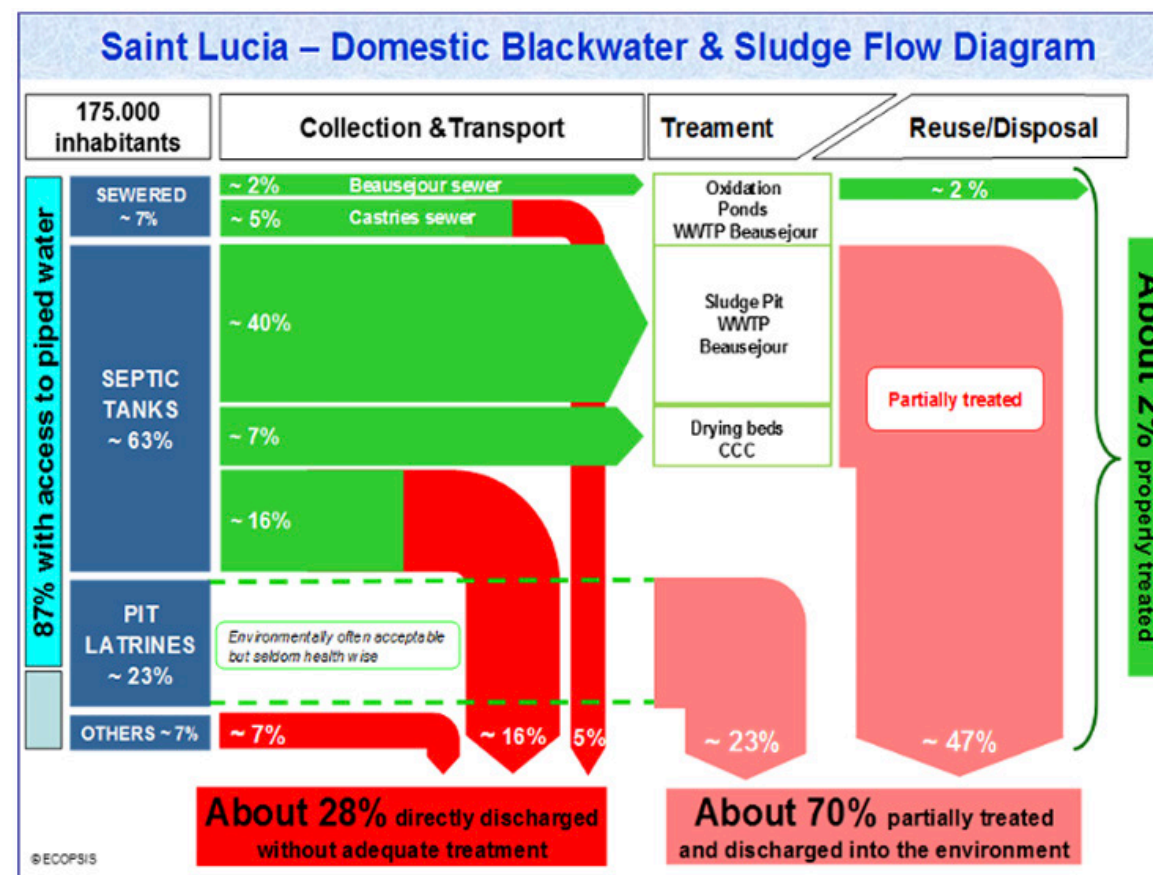 Saint Lucia – Domestic Blackwater & Sludge Flow Diagram
175.000
inhabitants
Collection &Transport
Treament
Reuse/Disposal
87% with access to piped water
SEWERED
~ 7%
~ 2%
Beausejour sewer
~ 5%
Castries sewer
Oxidation
Ponds
WWTP Beausejour
~ 2 %
SEPTIC
TANKS
~ 63%
~ 40%
Sludge Pit
WWTP
Beausejour
Partially treated
~ 7%
Drying beds
CCC
~ 16%
PIT
LATRINES
~ 23%
Environmentally often acceptable
but seldom health wise
OTHERS ~ 7%
~ 7%
~ 16%
5%
~ 23%
~ 47%
About 2% properly treated
About 28% directly discharged
without adequate treatment
About 70% partially treated
and discharged into the environment
© ECOPSIS